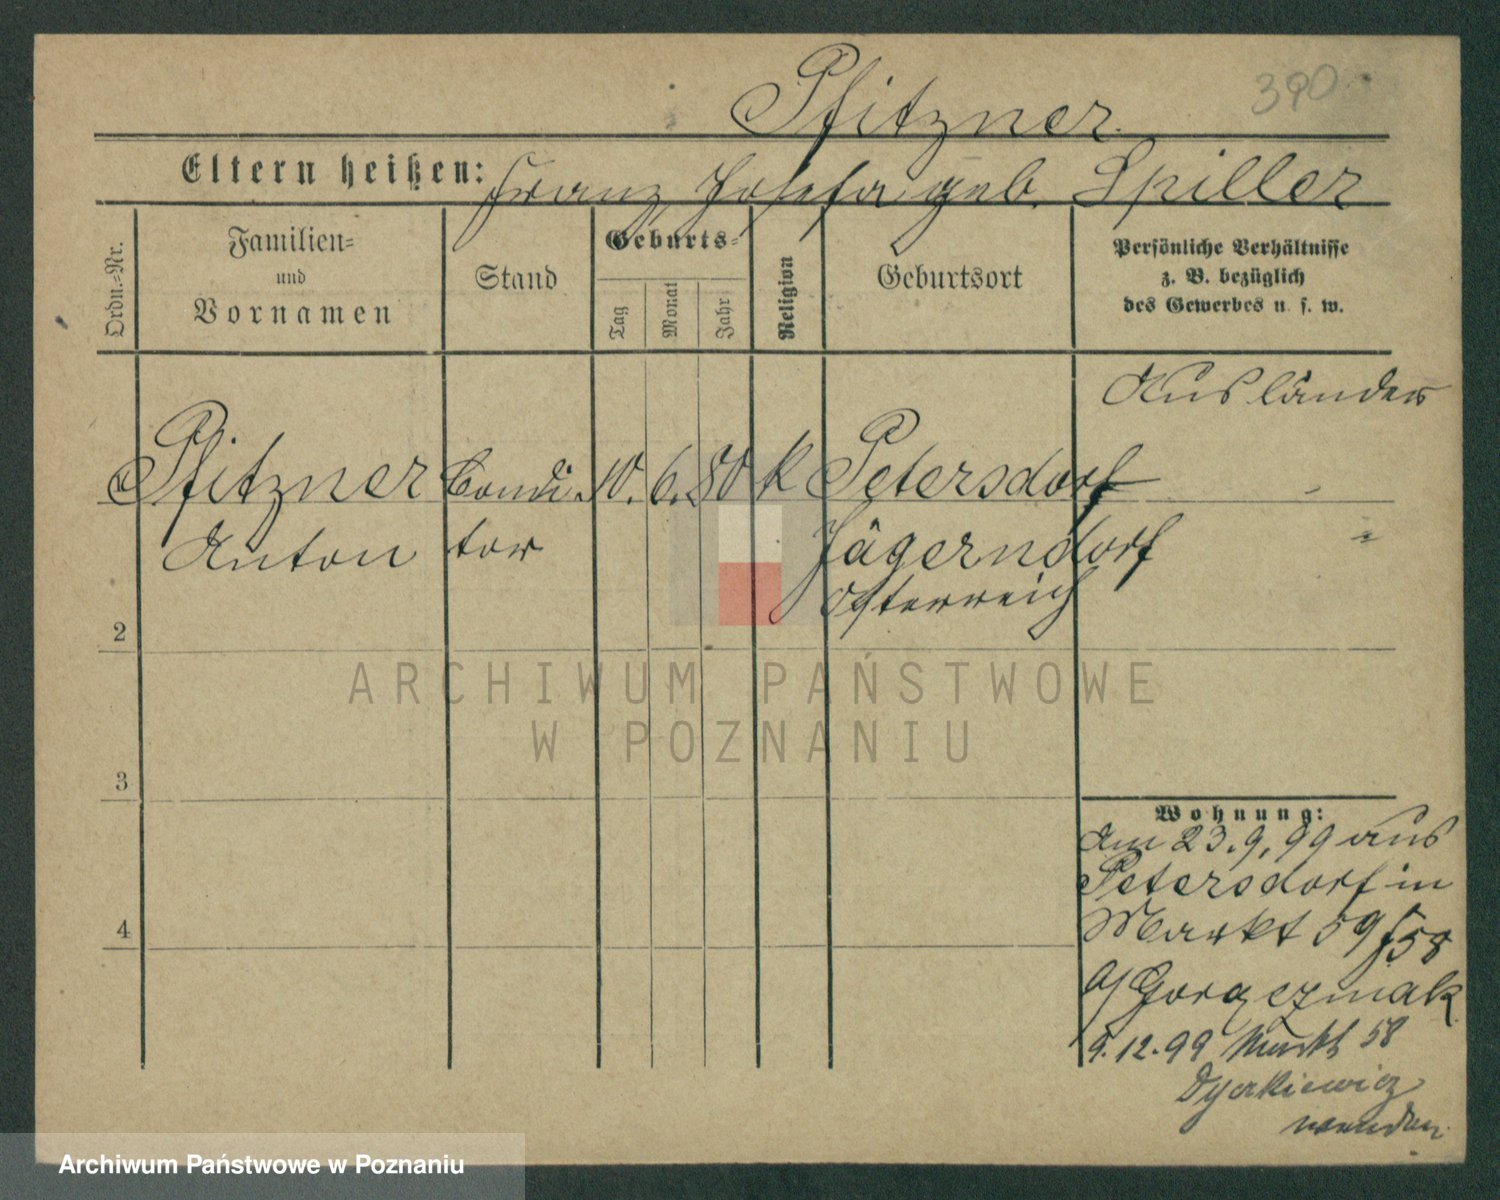 390
Pfitzner
Eltern heißen: Franz Josefa geb. Spiller
Ordn.-Nr.
Familien-
und
Vornamen
Stand
Geburts-
Tag
Monat
Jahr
Religion
Geburtsort
Persönliche Verhältnisse
z. B. bezüglich
des Gewerbes u. s. w.
Ausländer
Pfitzner Condi- 10. 6. 80 k Petersdorf
Anton tor Jägerndorf
Österreich
2
3
4
Wohnung:
Am 23. 9. 99 aus
Petersdorf in
Markt 59/58
b/ Gorączniak
9. 12. 99 Markt 58
ARCHIWUM PAŃSTWOWE
W POZNANIU
Archiwum Państwowe w Poznaniu